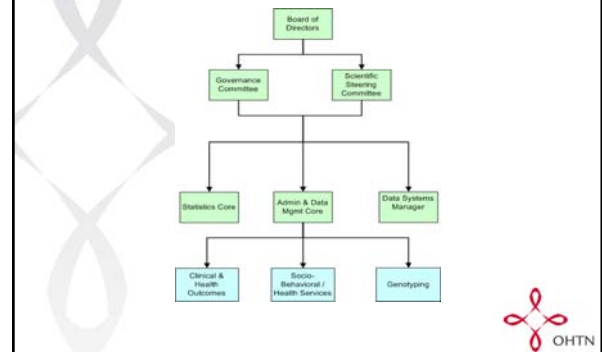 Board of
Directors
Governance
Committee
Scientific
Steering
Committee
Statistics Core
Admin & Data
Mgmt Core
Data Systems
Manager
Clinical &
Health
Outcomes
Socio-
Behavioral /
Health Services
Genotyping
OHTN